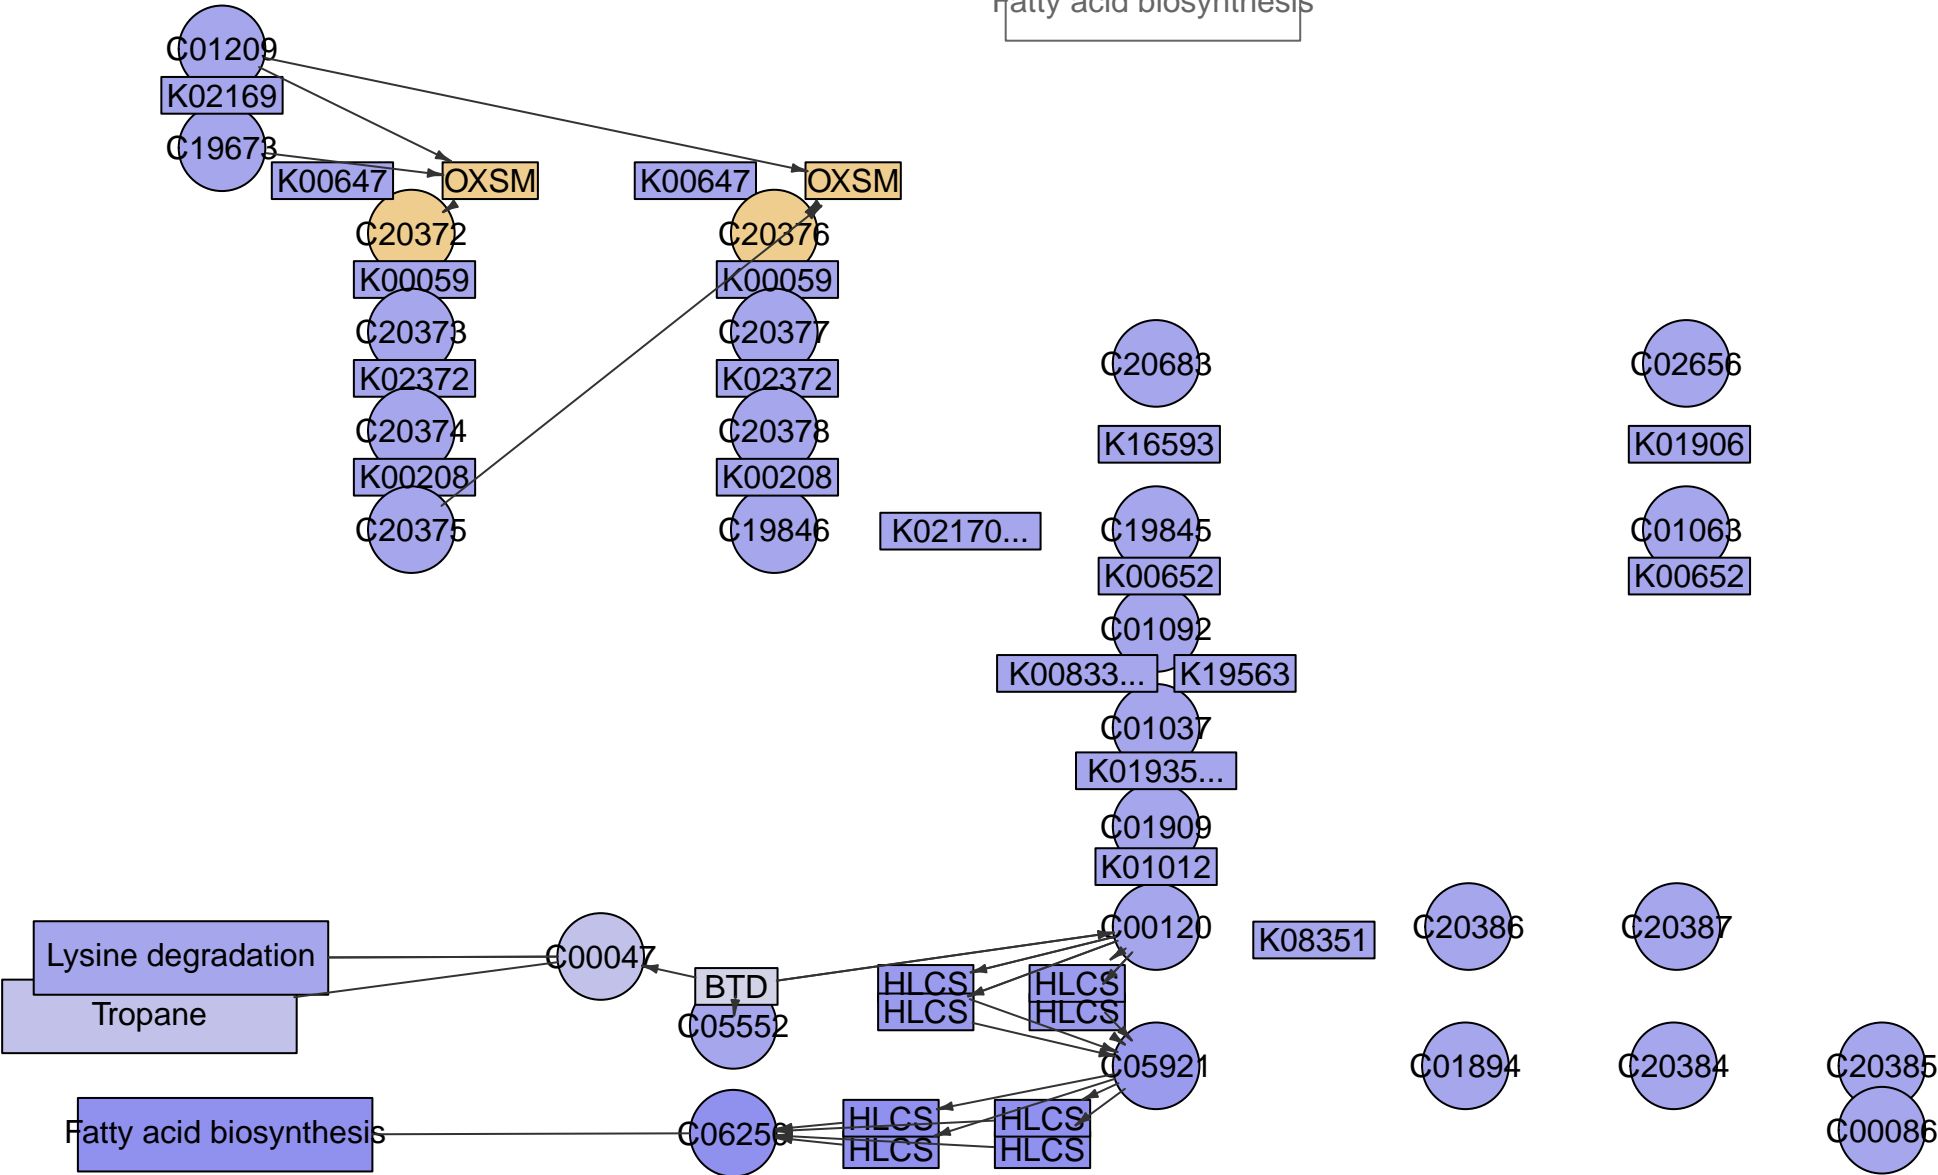 Fatty acid biosynthesis
C01209
K02169
C19673
K00647
OXSM
K00647
OXSM
C20372
C20376
K00059
K00059
C20373
C20377
C20683
C02656
K02372
K02372
C20374
C20378
K16593
K01906
K00208
K00208
C20375
C19846
K02170...
C19845
C01063
K00652
K00652
C01092
K00833...
K19563
C01037
K01935...
C01909
K01012
C00120
K08351
C20386
C20387
Lysine degradation
C00047
BTD
HLCS
HLCS
Tropane
C05552
HLCS
HLCS
C05921
C01894
C20384
C20385
Fatty acid biosynthesis
C06250
HLCS
HLCS
C00086
HLCS
HLCS